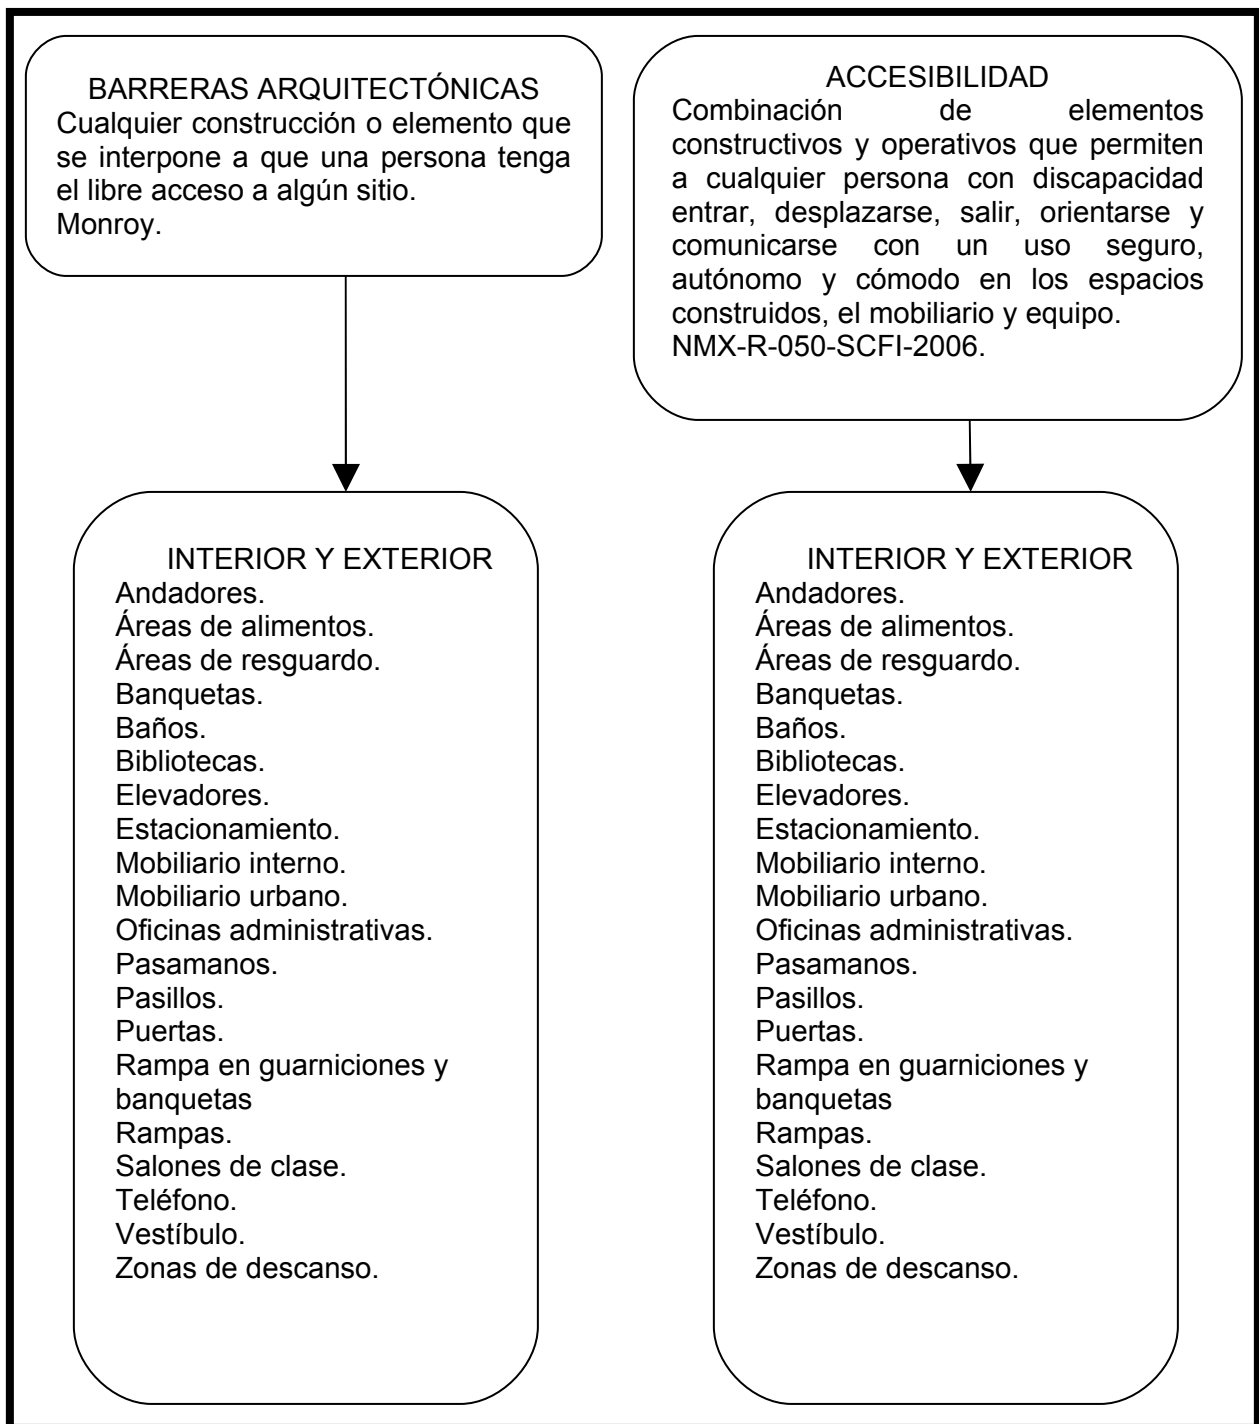 BARRERAS ARQUITECTÓNICAS
Cualquier construcción o elemento que
se interpone a que una persona tenga
el libre acceso a algún sitio.
Monroy.
ACCESIBILIDAD
Combinación de elementos
constructivos y operativos que permiten
a cualquier persona con discapacidad
entrar, desplazarse, salir, orientarse y
comunicarse con un uso seguro,
autónomo y cómodo en los espacios
construidos, el mobiliario y equipo.
NMX-R-050-SCFI-2006.
INTERIOR Y EXTERIOR
Andadores.
Áreas de alimentos.
Áreas de resguardo.
Banquetas.
Baños.
Bibliotecas.
Elevadores.
Estacionamiento.
Mobiliario interno.
Mobiliario urbano.
Oficinas administrativas.
Pasamanos.
Pasillos.
Puertas.
Rampa en guarniciones y
banquetas
Rampas.
Salones de clase.
Teléfono.
Vestíbulo.
Zonas de descanso.
INTERIOR Y EXTERIOR
Andadores.
Áreas de alimentos.
Áreas de resguardo.
Banquetas.
Baños.
Bibliotecas.
Elevadores.
Estacionamiento.
Mobiliario interno.
Mobiliario urbano.
Oficinas administrativas.
Pasamanos.
Pasillos.
Puertas.
Rampa en guarniciones y
banquetas
Rampas.
Salones de clase.
Teléfono.
Vestíbulo.
Zonas de descanso.